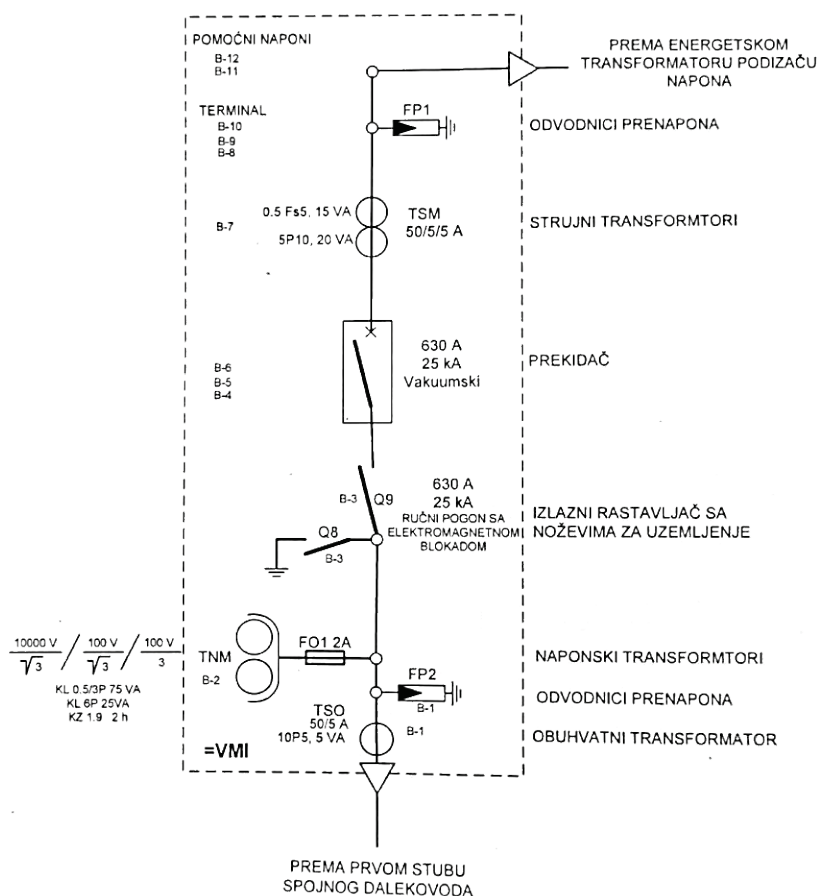 POMOĆNI NAPONI
B-12
B-11
PREMA ENERGETSKOM
TRANSFORMATORU PODIZAČU
NAPONA
TERMINAL
B-10
B-9
B-8
FP1
ODVODNICI PRENAPONA
B-7
0.5 Fs5, 15 VA
5P10, 20 VA
TSM
50/5/5 A
STRUJNI TRANSFORMTORI
B-6
B-5
B-4
630 A
25 kA
Vakuumski
PREKIDAČ
B-3
Q9
630 A
25 kA
RUČNI POGON SA
ELEKTROMAGNETNOM
BLOKADOM
IZLAZNI RASTAVLJAČ SA
NOŽEVIMA ZA UZEMLJENJE
Q8
B-3
10000 V / 100 V / 100 V
√3 √3 3
KL 0.5/3P 75 VA
KL 6P 25VA
KZ 1.9 2 h
TNM
B-2
FO1 2A
NAPONSKI TRANSFORMTORI
FP2
B-1
ODVODNICI PRENAPONA
TSO
50/5 A
10P5, 5 VA
B-1
OBUHVATNI TRANSFORMATOR
=VMI
PREMA PRVOM STUBU
SPOJNOG DALEKOVODA